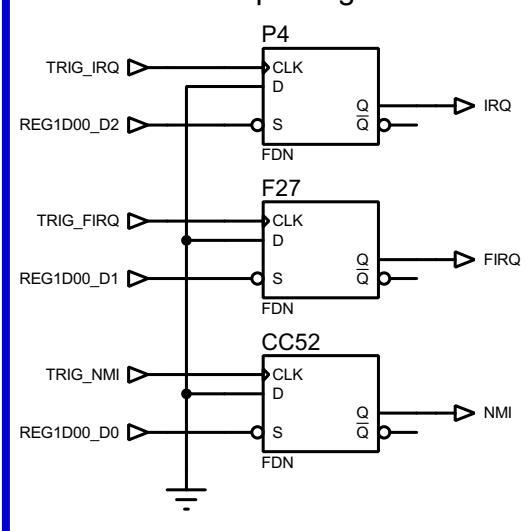 P4
TRIG_IRQ
CLK
D
REG1D00_D2
S
Q
Q
IRQ
FDN
F27
TRIG_FIRQ
CLK
D
REG1D00_D1
S
Q
Q
FIRQ
FDN
CC52
TRIG_NMI
CLK
D
REG1D00_D0
S
Q
Q
NMI
FDN